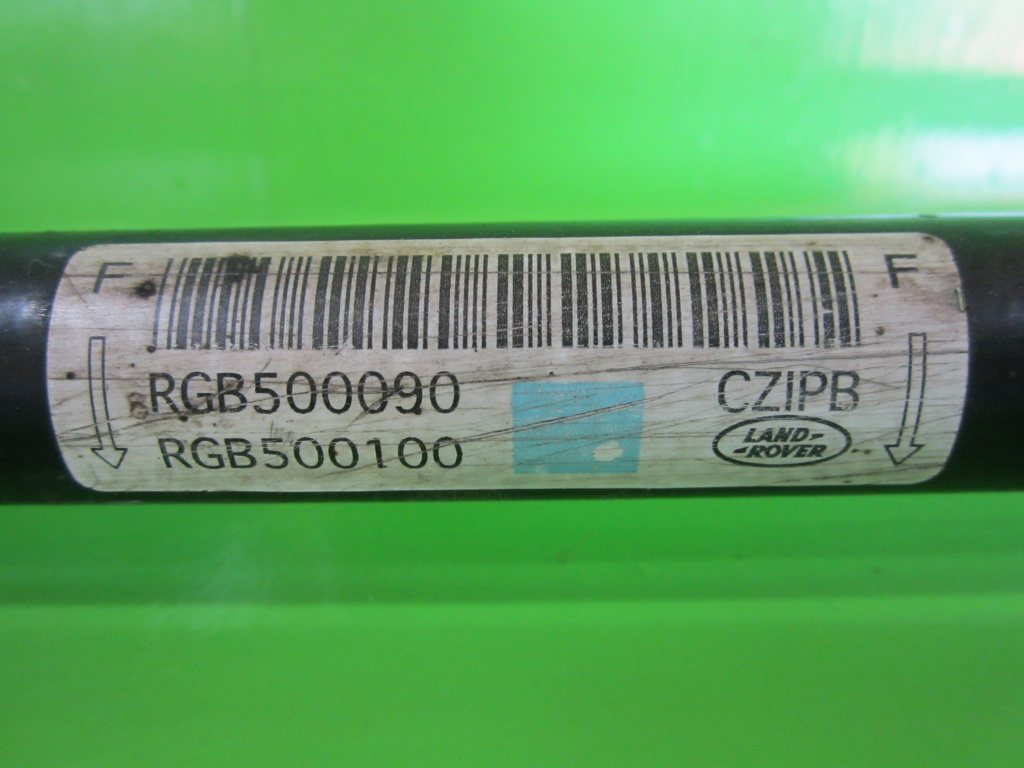 F F
RGB500090 CZIPB
RGB500100 LAND-
-ROVER